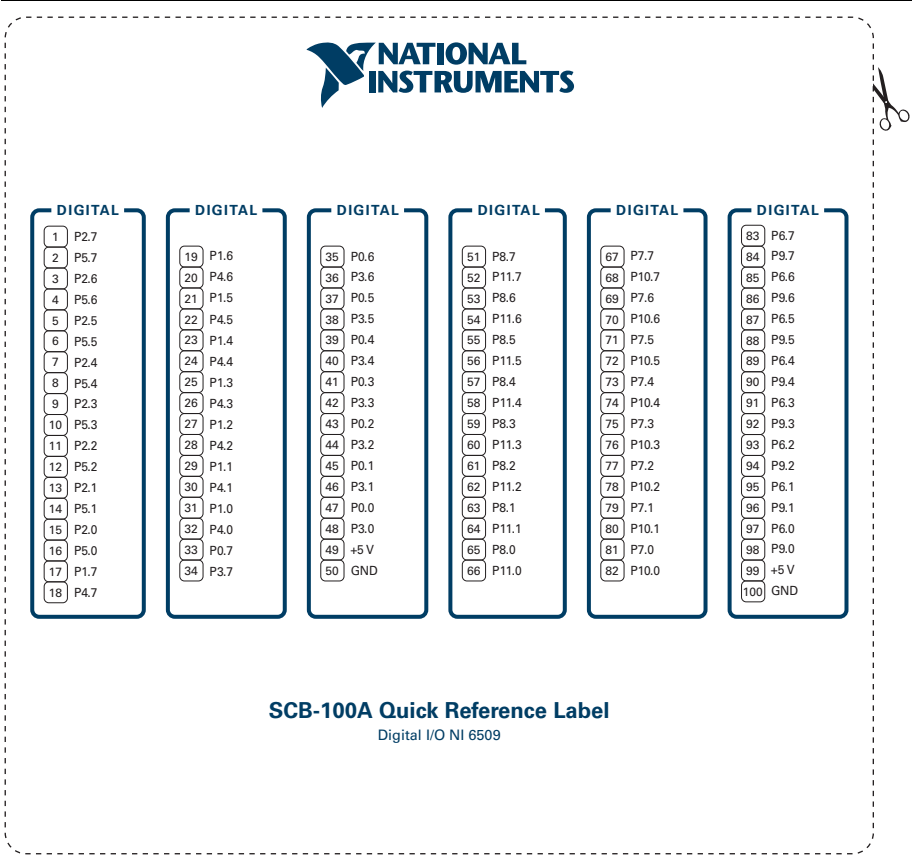 NATIONAL
INSTRUMENTS
DIGITAL
1 P2.7
2 P5.7
3 P2.6
4 P5.6
5 P2.5
6 P5.5
7 P2.4
8 P5.4
9 P2.3
10 P5.3
11 P2.2
12 P5.2
13 P2.1
14 P5.1
15 P2.0
16 P5.0
17 P1.7
18 P4.7
DIGITAL
19 P1.6
20 P4.6
21 P1.5
22 P4.5
23 P1.4
24 P4.4
25 P1.3
26 P4.3
27 P1.2
28 P4.2
29 P1.1
30 P4.1
31 P1.0
32 P4.0
33 P0.7
34 P3.7
DIGITAL
35 P0.6
36 P3.6
37 P0.5
38 P3.5
39 P0.4
40 P3.4
41 P0.3
42 P3.3
43 P0.2
44 P3.2
45 P0.1
46 P3.1
47 P0.0
48 P3.0
49 +5 V
50 GND
DIGITAL
51 P8.7
52 P11.7
53 P8.6
54 P11.6
55 P8.5
56 P11.5
57 P8.4
58 P11.4
59 P8.3
60 P11.3
61 P8.2
62 P11.2
63 P8.1
64 P11.1
65 P8.0
66 P11.0
DIGITAL
67 P7.7
68 P10.7
69 P7.6
70 P10.6
71 P7.5
72 P10.5
73 P7.4
74 P10.4
75 P7.3
76 P10.3
77 P7.2
78 P10.2
79 P7.1
80 P10.1
81 P7.0
82 P10.0
DIGITAL
83 P6.7
84 P9.7
85 P6.6
86 P9.6
87 P6.5
88 P9.5
89 P6.4
90 P9.4
91 P6.3
92 P9.3
93 P6.2
94 P9.2
95 P6.1
96 P9.1
97 P6.0
98 P9.0
99 +5 V
100 GND
SCB-100A Quick Reference Label
Digital I/O NI 6509